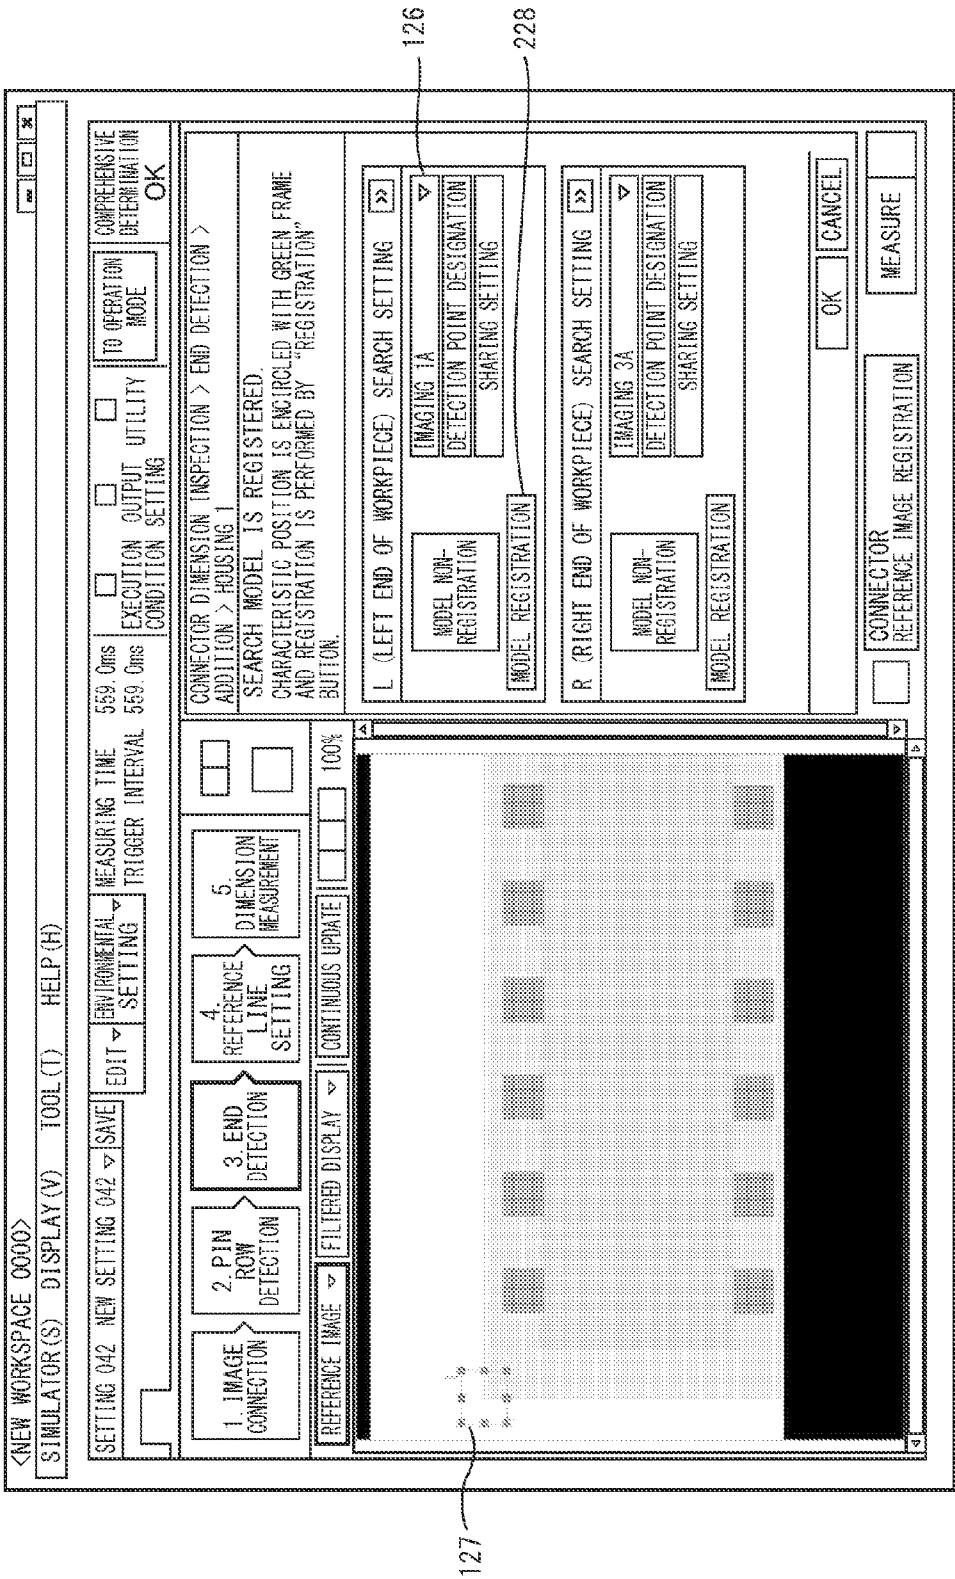 <NEW WORKSPACE 0000>
SIMULATOR(S) DISPLAY(V) TOOL(T) HELP(H)
SETTING 042 NEW SETTING 042 SAVE
EDIT
ENVIRONMENTAL
SETTING
MEASURING TIME 559.0ms
TRIGGER INTERVAL 559.0ms
EXECUTION
CONDITION
OUTPUT
SETTING
UTILITY
TO OPERATION
MODE
COMPREHENSIVE
DETERMINATION
OK
1. IMAGE
CONNECTION
2. PIN
ROW
DETECTION
3. END
DETECTION
4.
REFERENCE
LINE
SETTING
5.
DIMENSION
MEASUREMENT
REFERENCE IMAGE
FILTERED DISPLAY
CONTINUOUS UPDATE
100%
CONNECTOR DIMENSION INSPECTION > END DETECTION >
ADDITION > HOUSING 1
SEARCH MODEL IS REGISTERED.
CHARACTERISTIC POSITION IS ENCIRCLED WITH GREEN FRAME
AND REGISTRATION IS PERFORMED BY "REGISTRATION"
BUTTON.
L (LEFT END OF WORKPIECE) SEARCH SETTING >>
MODEL NON-
REGISTRATION
MODEL REGISTRATION
IMAGING 1A
DETECTION POINT DESIGNATION
SHARING SETTING
R (RIGHT END OF WORKPIECE) SEARCH SETTING >>
MODEL NON-
REGISTRATION
MODEL REGISTRATION
IMAGING 3A
DETECTION POINT DESIGNATION
SHARING SETTING
OK
CANCEL
CONNECTOR
REFERENCE IMAGE REGISTRATION
MEASURE
126
228
127